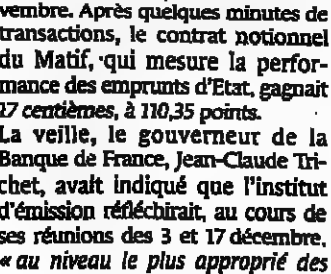 vembre. Après quelques minutes de
transactions, le contrat notionnel
du Matif, qui mesure la perfor-
mance des emprunts d'Etat, gagnait
17 centièmes, à 110,35 points.
La veille, le gouverneur de la
Banque de France, Jean-Claude Tri-
chet, avait indiqué que l'institut
d'émission réfléchirait, au cours de
ses réunions des 3 et 17 décembre,
« au niveau le plus approprié des